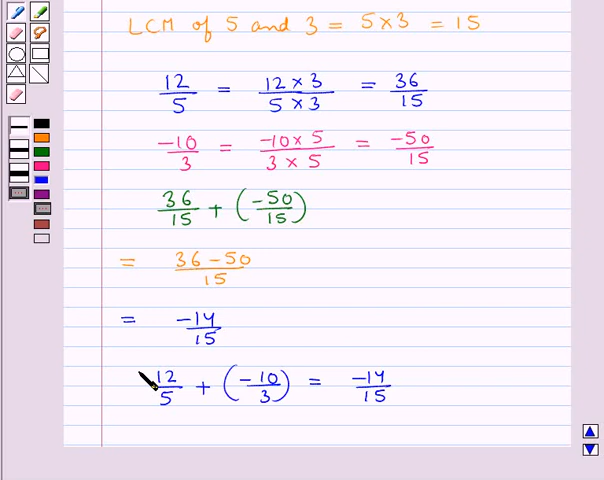 LCM of 5 and 3 = 5×3 = 15
12/5 = 12×3/5×3 = 36/15
-10/3 = -10×5/3×5 = -50/15
36/15 + (-50/15)
= 36-50/15
= -14/15
12/5 + (-10/3) = -14/15